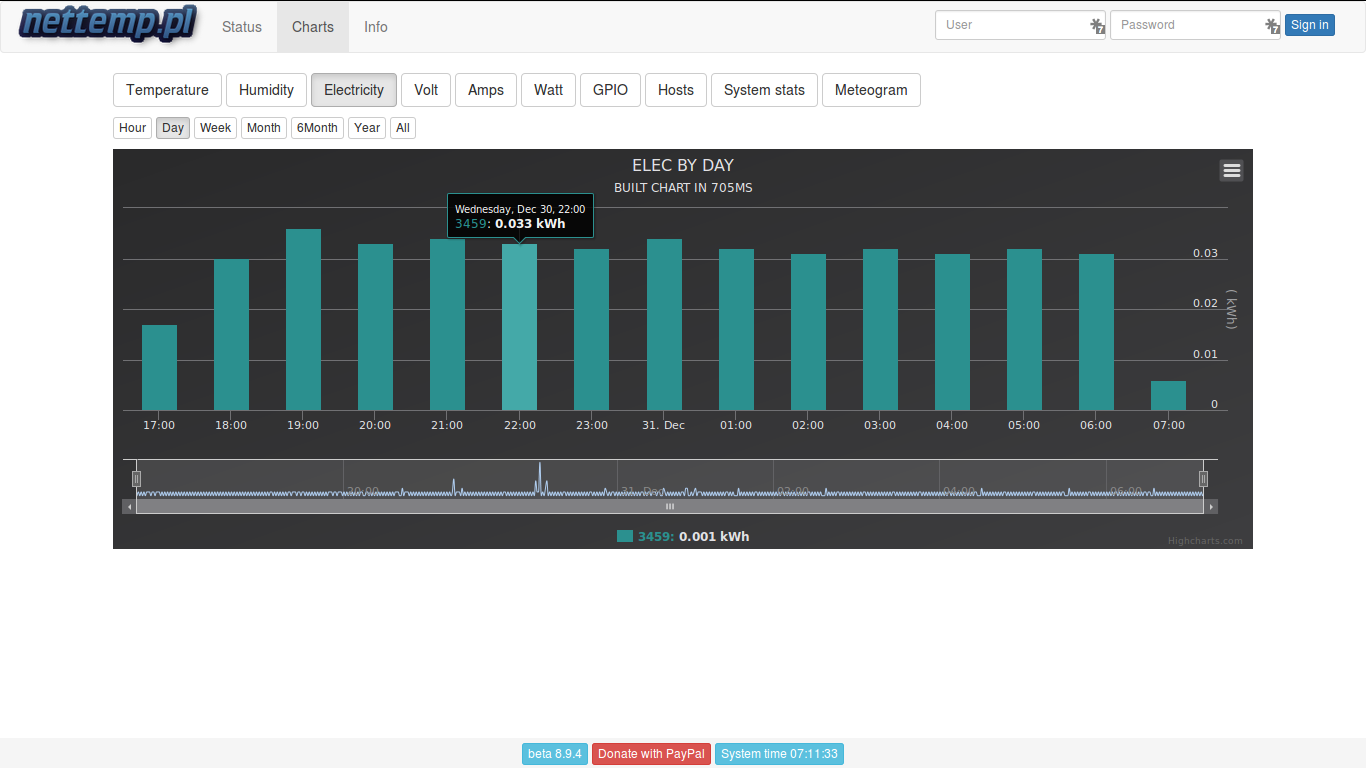 nettemp.pl Status Charts Info User Password Sign in
Temperature Humidity Electricity Volt Amps Watt GPIO Hosts System stats Meteogram
Hour Day Week Month 6Month Year All
ELEC BY DAY
BUILT CHART IN 705MS
Wednesday, Dec 30, 22:00
3459: 0.033 kWh
0.03
0.02
0.01
0
( kWh)
17:00 18:00 19:00 20:00 21:00 22:00 23:00 31. Dec 01:00 02:00 03:00 04:00 05:00 06:00 07:00
20:00 31. Dec 02:00 04:00 06:00
3459: 0.001 kWh
Highcharts.com
beta 8.9.4 Donate with PayPal System time 07:11:33